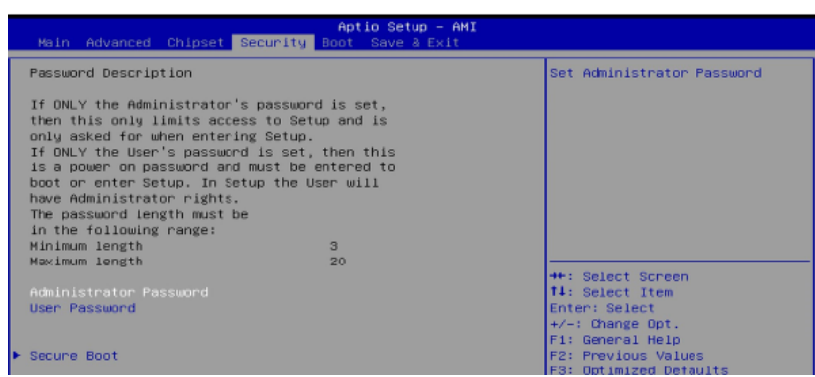 Aptio Setup - AMI
Main Advanced Chipset Security Boot Save & Exit
Password Description
If ONLY the Administrator's password is set,
then this only limits access to Setup and is
only asked for when entering Setup.
If ONLY the User's password is set, then this
is a power on password and must be entered to
boot or enter Setup. In Setup the User will
have Administrator rights.
The password length must be
in the following range:
Minimum length 3
Maximum length 20
Administrator Password
User Password
Secure Boot
Set Administrator Password
→←: Select Screen
↑↓: Select Item
Enter: Select
+/-: Change Opt.
F1: General Help
F2: Previous Values
F3: Optimized Defaults